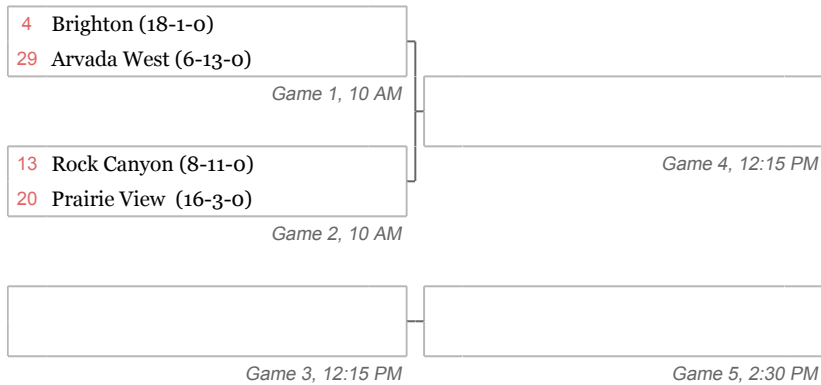 4 Brighton (18-1-0)
29 Arvada West (6-13-0)
Game 1, 10 AM
13 Rock Canyon (8-11-0)
Game 4, 12:15 PM
20 Prairie View (16-3-0)
Game 2, 10 AM
Game 3, 12:15 PM
Game 5, 2:30 PM